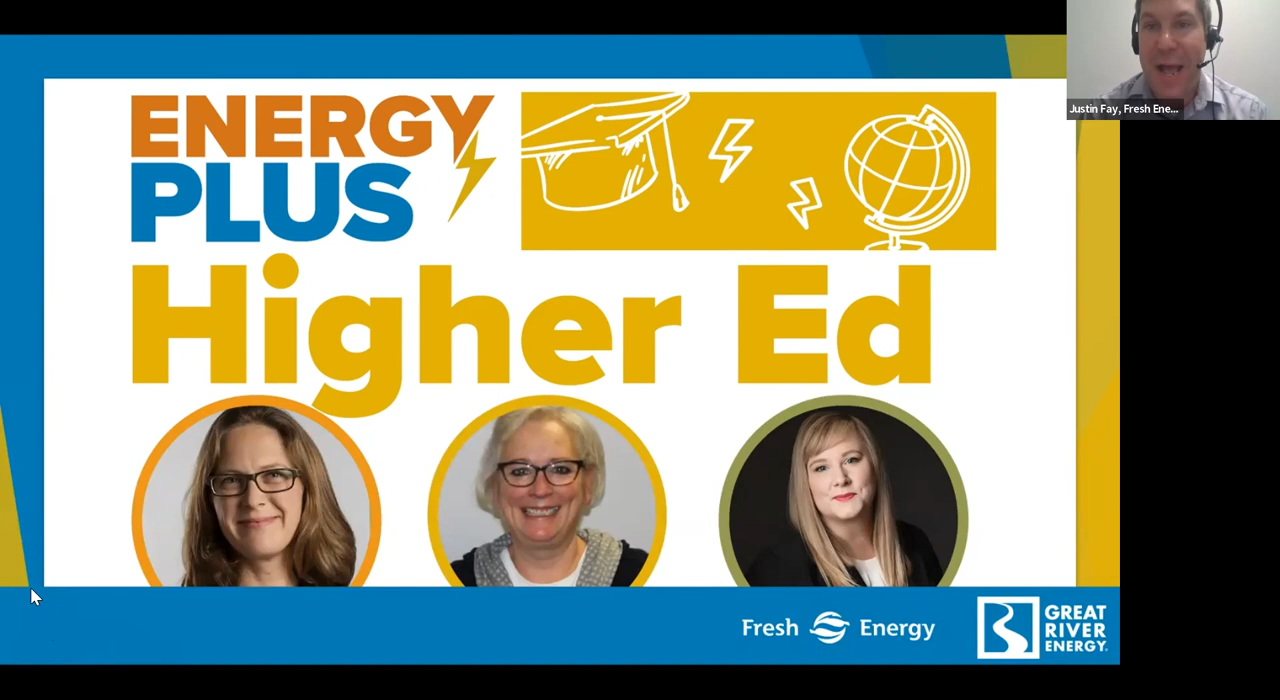 Justin Fay, Fresh Ene...
ENERGY
PLUS
Higher Ed
Fresh Energy
GREAT
RIVER
ENERGY.